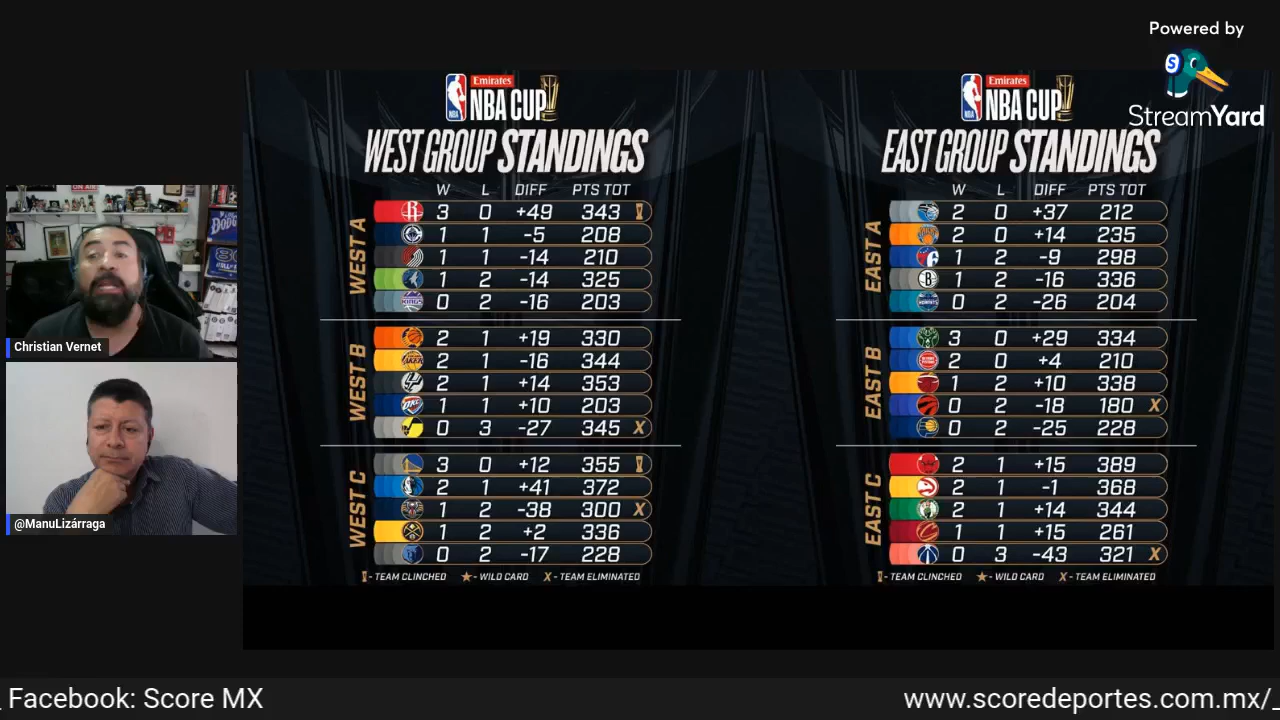 Powered by
StreamYard
Emirates
NBA CUP
WEST GROUP STANDINGS
W L DIFF PTS TOT
WEST A
3 0 +49 343
1 1 -5 208
1 1 -14 210
1 2 -14 325
KINGS 0 2 -16 203
WEST B
2 1 +19 330
LAKERS 2 1 -16 344
2 1 +14 353
OKC 1 1 +10 203
0 3 -27 345 X
WEST C
3 0 +12 355
2 1 +41 372
1 2 -38 300 X
1 2 +2 336
0 2 -17 228
- TEAM CLINCHED ★- WILD CARD X - TEAM ELIMINATED
Emirates
NBA CUP
EAST GROUP STANDINGS
W L DIFF PTS TOT
EAST A
2 0 +37 212
2 0 +14 235
1 2 -9 298
B 1 2 -16 336
HORNETS 0 2 -26 204
EAST B
3 0 +29 334
2 0 +4 210
1 2 +10 338
0 2 -18 180 X
0 2 -25 228
EAST C
2 1 +15 389
2 1 -1 368
2 1 +14 344
1 1 +15 261
0 3 -43 321 X
- TEAM CLINCHED ★- WILD CARD X - TEAM ELIMINATED
ON AIR
Christian Vernet
@ManuLizárraga
Facebook: Score MX
www.scoredeportes.com.mx/_